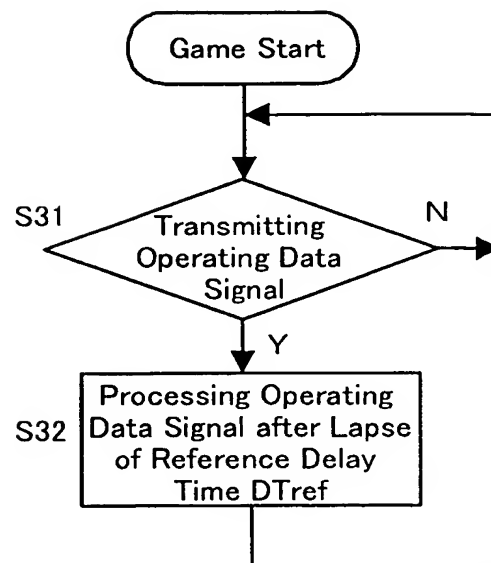 Game Start
S31
Transmitting
Operating Data
Signal
N
Y
S32
Processing Operating
Data Signal after Lapse
of Reference Delay
Time DTref